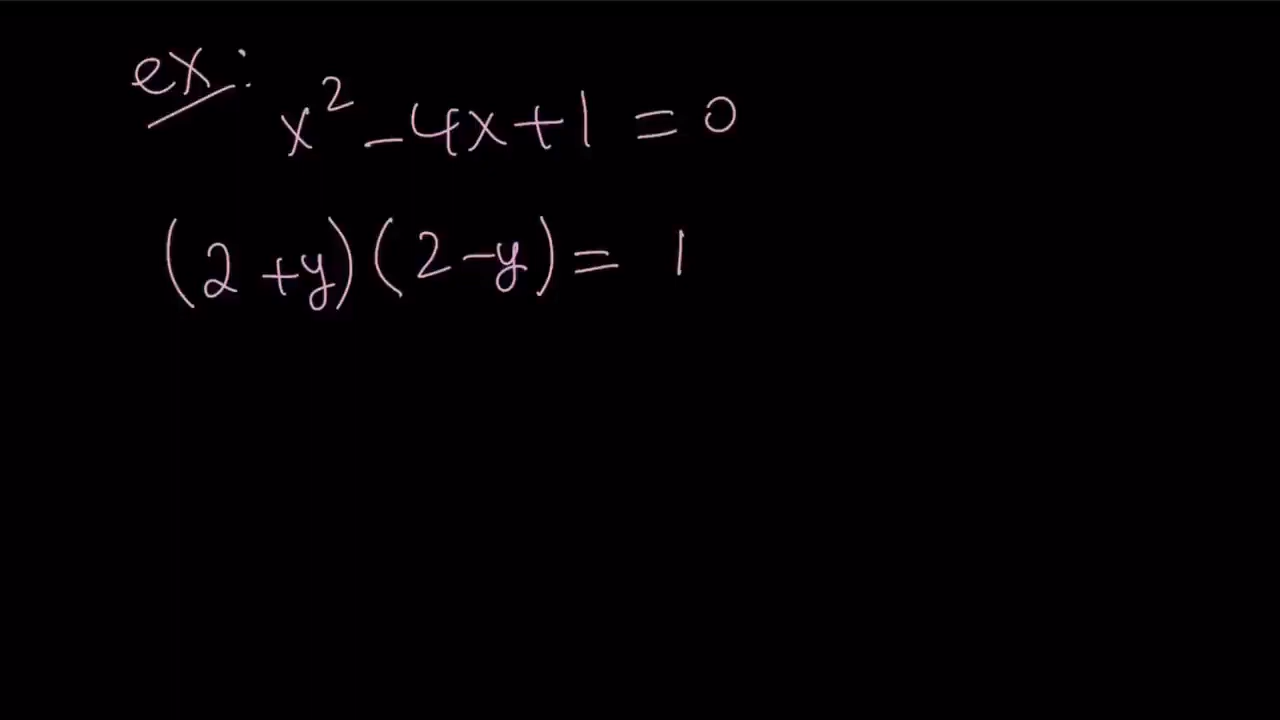 ex:
x² - 4x + 1 = 0
(2 + y)(2 - y) = 1